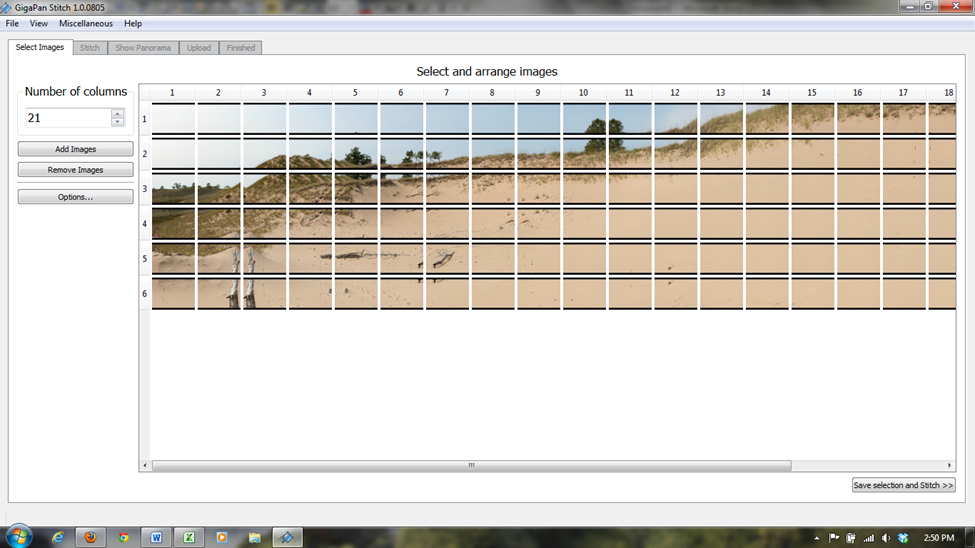 GigaPan Stitch 1.0.0805
File View Miscellaneous Help
Select Images Stitch Show Panorama Upload Finished
Select and arrange images
Number of columns
21
Add Images
Remove Images
Options...
1 2 3 4 5 6 7 8 9 10 11 12 13 14 15 16 17 18
1
2
3
4
5
6
Save selection and Stitch >>
2:50 PM